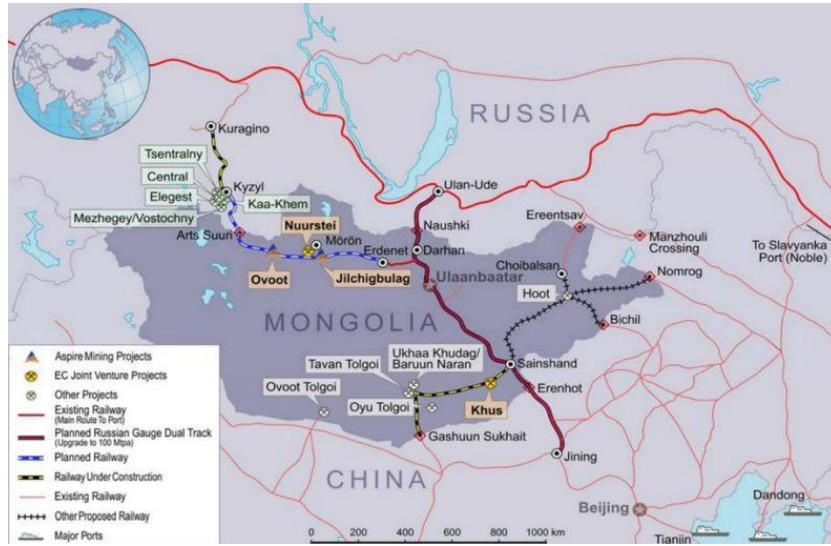 RUSSIA
Kuragino
Tsentralny
Central
Kyzyl
Elegest
Kaa-Khem
Mezhegey/Vostochny
Ulan-Ude
Arts Suuri
Nuurstei
Mörön
Naushki
Ereentsav
Manzhouli
Crossing
To Slavyanka
Port (Noble)
Erdenet
Darhan
Ovoot
Jilchigbulag
Choibalsan
Nomrog
Ulaanbaatar
Hoot
MONGOLIA
Bichil
Ukhaa Khudag/
Baruun Naran
Tavan Tolgoi
Sainshand
Ovoot Tolgoi
Oyu Tolgoi
Khus
Erenhot
Gashuun Sukhait
CHINA
Jining
Beijing
Dandong
Tianjin
Aspire Mining Projects
EC Joint Venture Projects
Other Projects
Existing Railway
(Main Route To Port)
Planned Russian Gauge Dual Track
(Upgrade to 100 Mtpa)
Planned Railway
Railway Under Construction
Existing Railway
Other Proposed Railway
Major Ports
0 200 400 600 800 1000 km